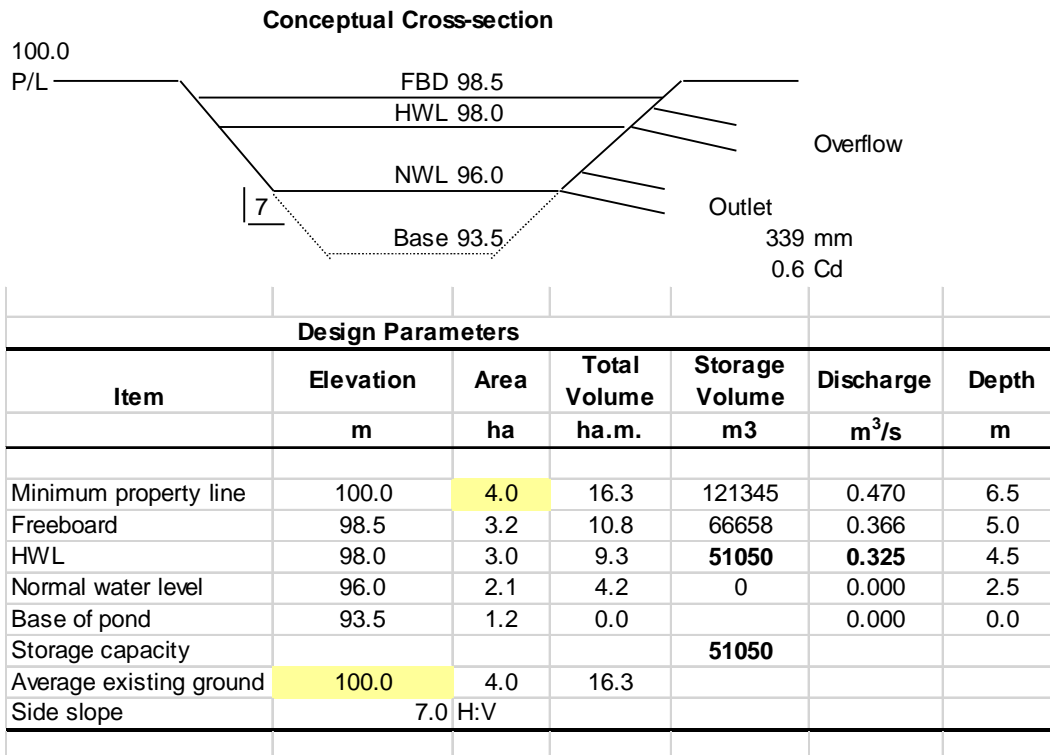 Conceptual Cross-section
100.0
P/L
FBD 98.5
HWL 98.0
Overflow
NWL 96.0
7
Outlet
Base 93.5
339 mm
0.6 Cd
Design Parameters
Item Elevation Area Total Volume Storage Volume Discharge Depth
m ha ha.m. m3 m³/s m
Minimum property line 100.0 4.0 16.3 121345 0.470 6.5
Freeboard 98.5 3.2 10.8 66658 0.366 5.0
HWL 98.0 3.0 9.3 51050 0.325 4.5
Normal water level 96.0 2.1 4.2 0 0.000 2.5
Base of pond 93.5 1.2 0.0 0.000 0.0
Storage capacity 51050
Average existing ground 100.0 4.0 16.3
Side slope 7.0 H:V